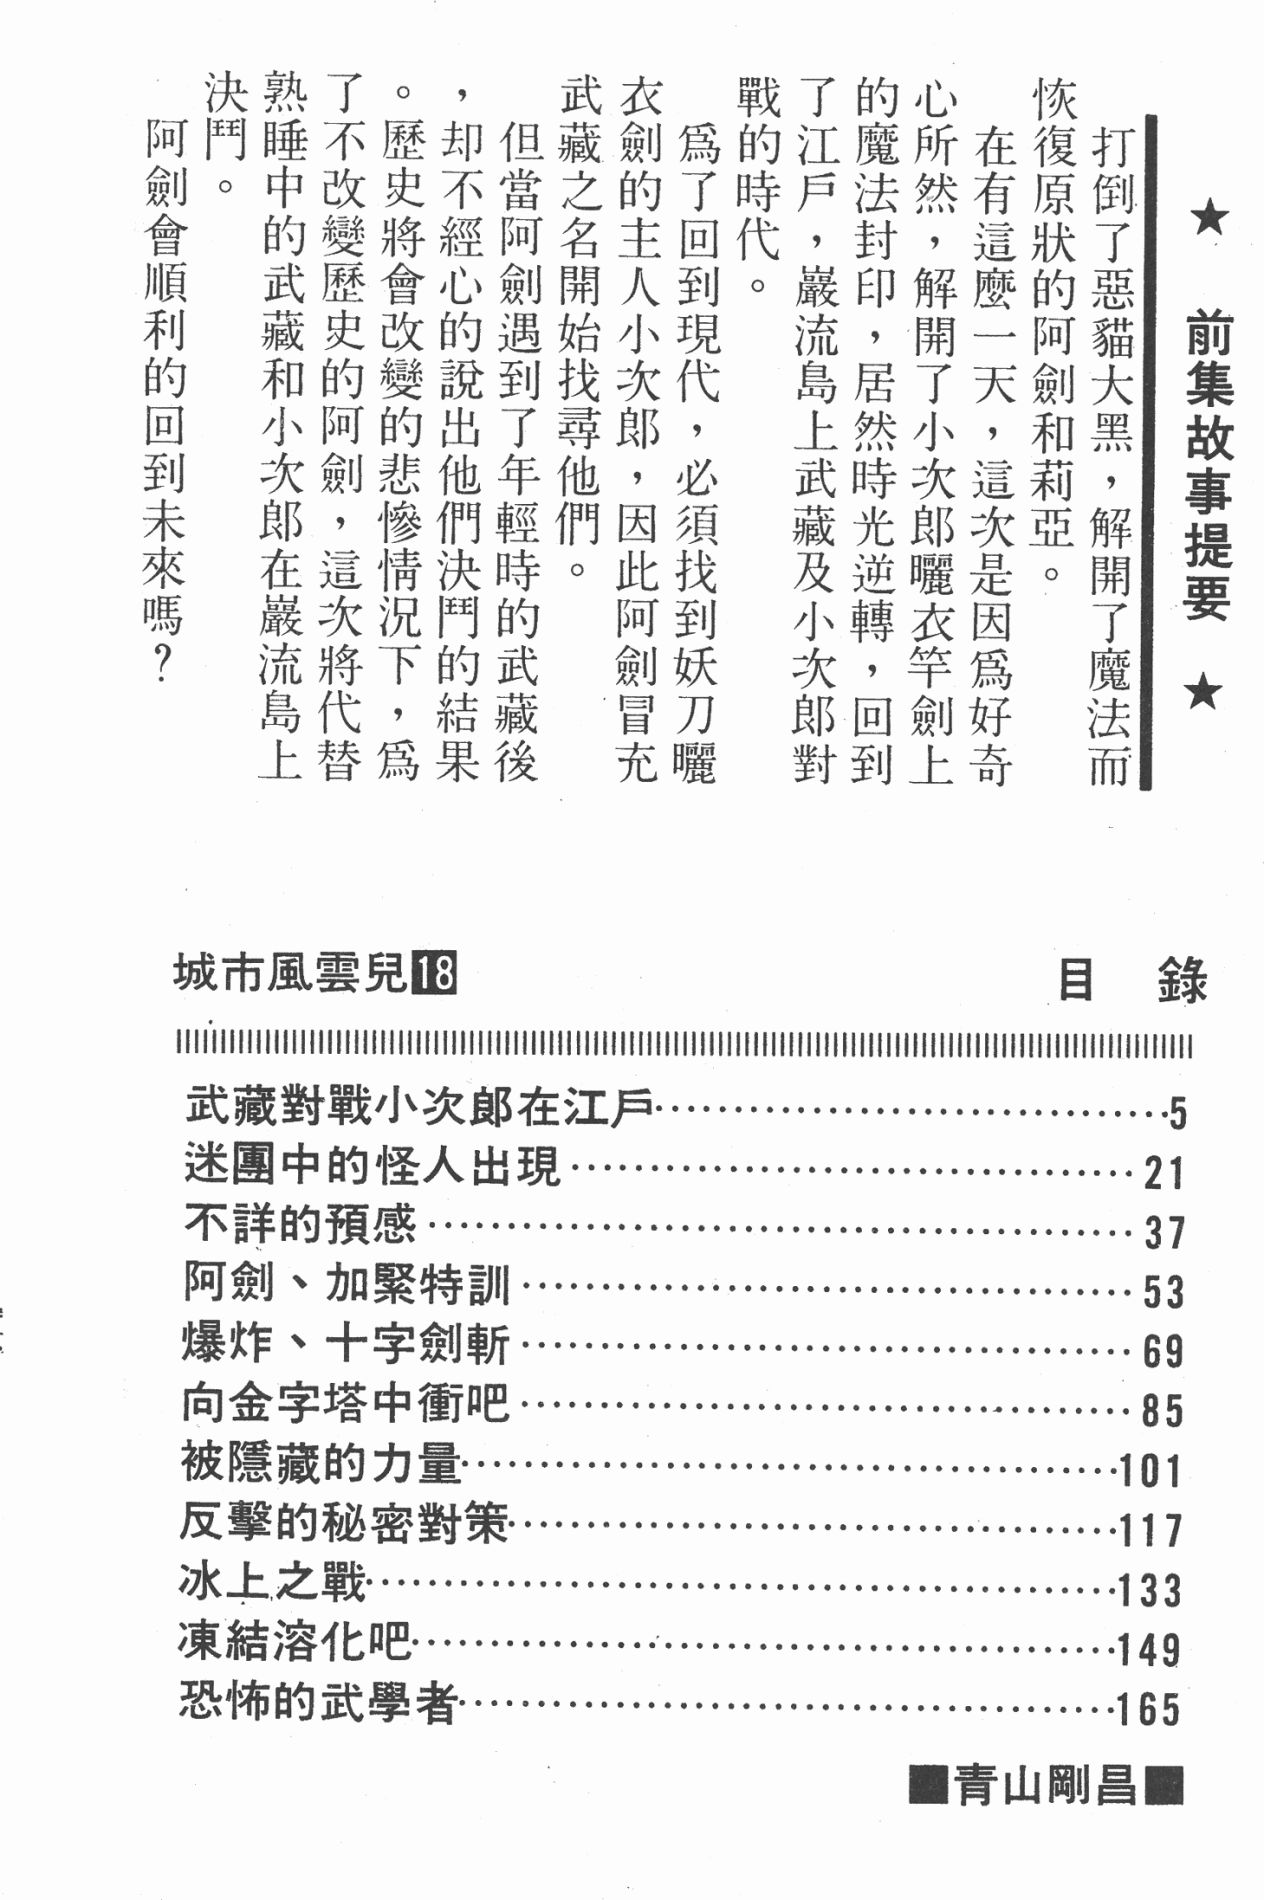 ★ 前集故事提要 ★
打倒了惡貓大黑，解開了魔法而
恢復原狀的阿劍和莉亞。
在有這麼一天，這次是因爲好奇
心所然，解開了小次郎曬衣竿劍上
的魔法封印，居然時光逆轉，回到
了江戶，巖流島上武藏及小次郎對
戰的時代。
爲了回到現代，必須找到妖刀曬
衣劍的主人小次郎，因此阿劍冒充
武藏之名開始找尋他們。
但當阿劍遇到了年輕時的武藏後
，却不經心的說出他們決鬥的結果
。歷史將會改變的悲慘情況下，爲
了不改變歷史的阿劍，這次將代替
熟睡中的武藏和小次郎在巖流島上
決鬥。
阿劍會順利的回到未來嗎？
城市風雲兒18 目 錄
武藏對戰小次郎在江戶……………………………5
迷團中的怪人出現……………………………21
不詳的預感……………………………37
阿劍、加緊特訓……………………………53
爆炸、十字劍斬……………………………69
向金字塔中衝吧……………………………85
被隱藏的力量……………………………101
反擊的秘密對策……………………………117
冰上之戰……………………………133
凍結溶化吧……………………………149
恐怖的武學者……………………………165
■青山剛昌■